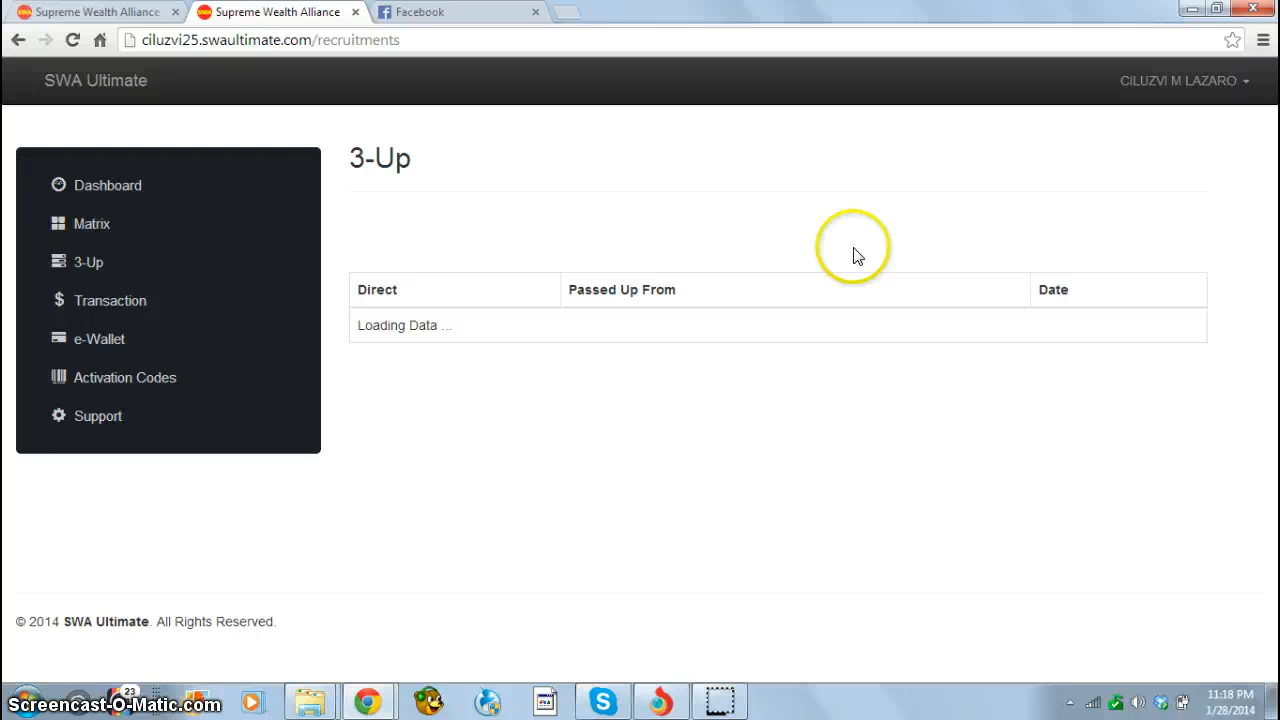 Supreme Wealth Alliance
Supreme Wealth Alliance
Facebook
ciluzvi25.swaultimate.com/recruitments
SWA Ultimate
CILUZVI M LAZARO
3-Up
Dashboard
Matrix
3-Up
Transaction
e-Wallet
Activation Codes
Support
Direct Passed Up From Date
Loading Data ...
© 2014 SWA Ultimate. All Rights Reserved.
23
Screencast-O-Matic.com
11:18 PM
1/28/2014